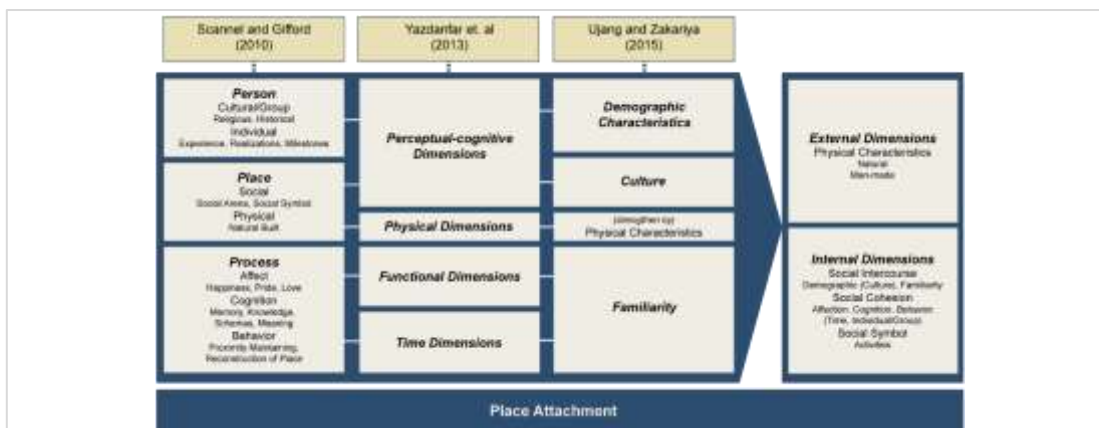 Scannel and Gifford
(2010)
Yazdanfar et. al
(2013)
Ujang and Zakariya
(2015)
Person
Cultural/Group
Religious, Historical
Individual
Experience, Realizations, Milestones
Place
Social
Social Arena, Social Symbol
Physical
Natural Built
Process
Affect
Happiness, Pride, Love
Cognition
Memory, Knowledge,
Schemas, Meaning
Behavior
Proximity Maintaining,
Reconstruction of Place
Perceptual-cognitive
Dimensions
Physical Dimensions
Functional Dimensions
Time Dimensions
Demographic
Characteristics
Culture
(strengthen by)
Physical Characteristics
Familiarity
External Dimensions
Physical Characteristics
Natural
Man-made
Internal Dimensions
Social Intercourse
Demographic (Culture), Familiarity
Social Cohesion
Affection, Cognition, Behavior
(Time, Individual/Group)
Social Symbol
Activities
Place Attachment